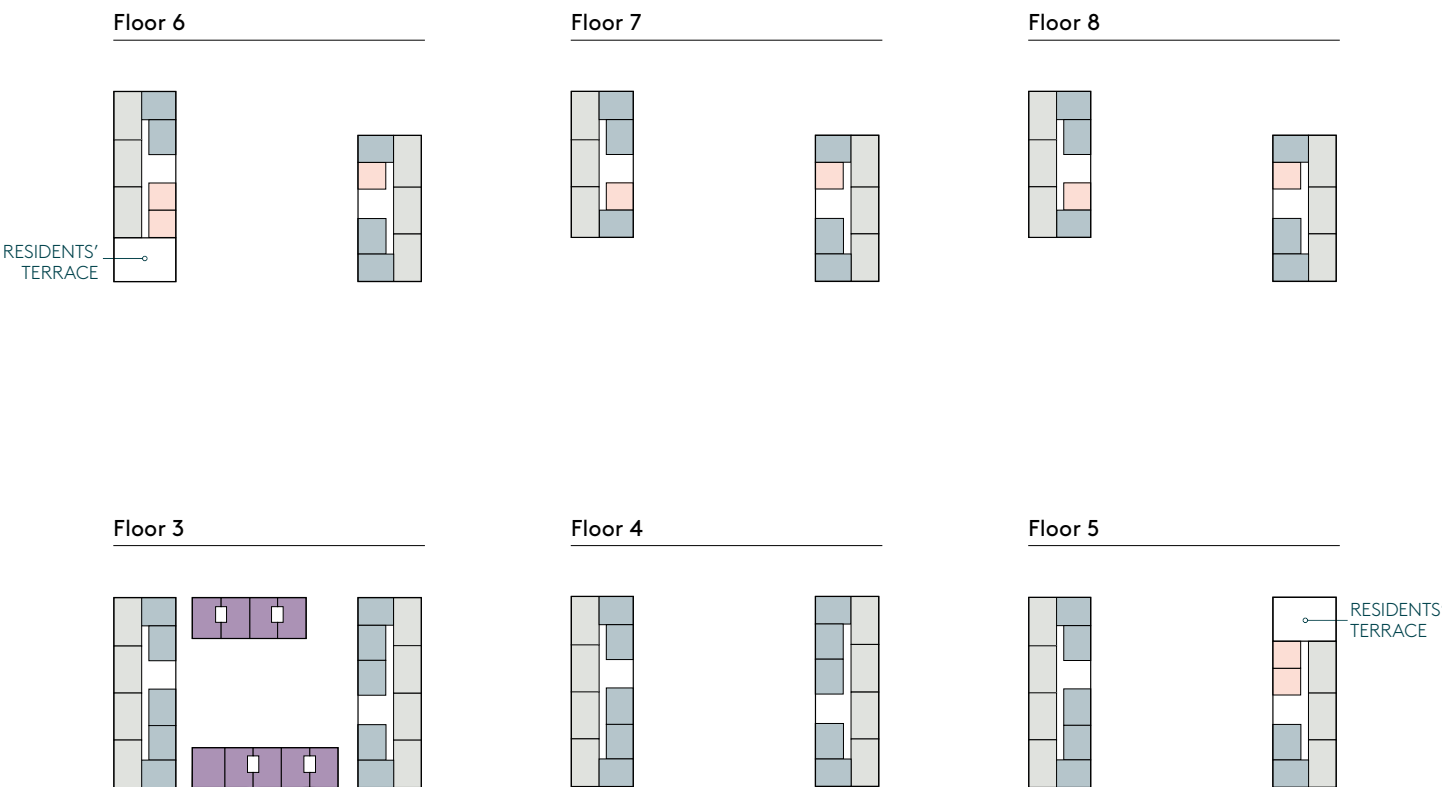 Floor 6
Floor 7
Floor 8
RESIDENTS’
TERRACE
Floor 3
Floor 4
Floor 5
RESIDENTS
TERRACE